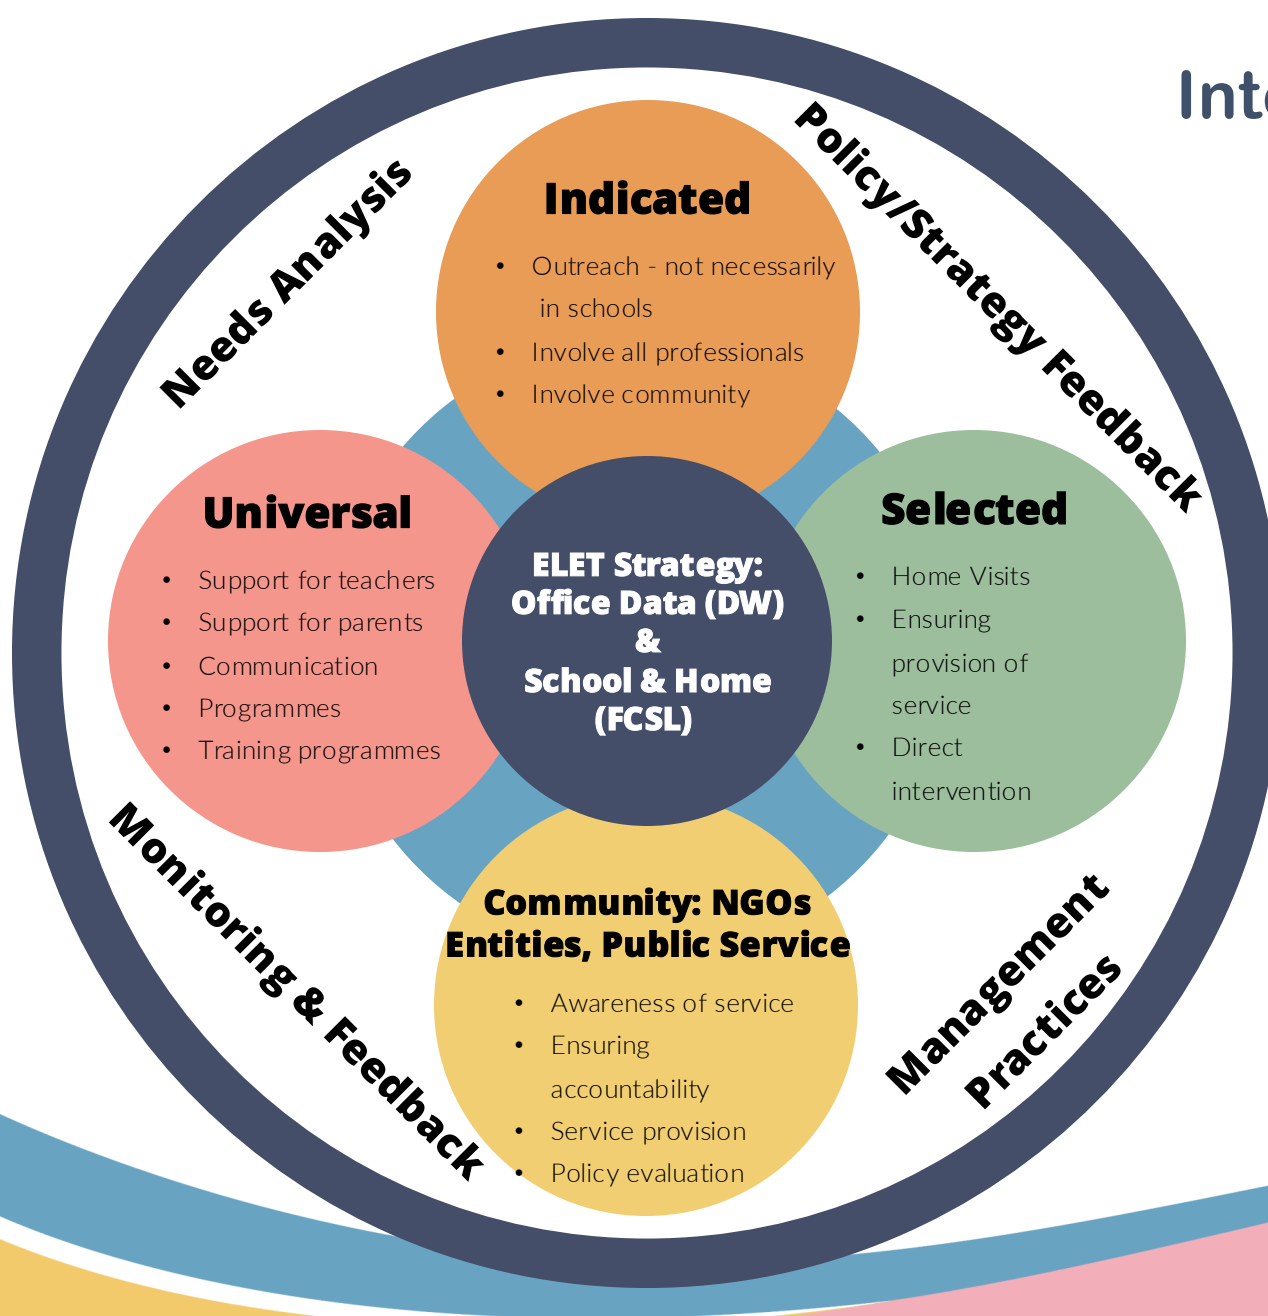 Needs Analysis
Policy/Strategy Feedback
Indicated
• Outreach - not necessarily
in schools
• Involve all professionals
• Involve community
Universal
• Support for teachers
• Support for parents
• Communication
• Programmes
• Training programmes
ELET Strategy:
Office Data (DW)
&
School & Home
(FCSL)
Selected
• Home Visits
• Ensuring
provision of
service
• Direct
intervention
Monitoring & Feedback
Community: NGOs
Entities, Public Service
• Awareness of service
• Ensuring
accountability
• Service provision
• Policy evaluation
Management
Practices